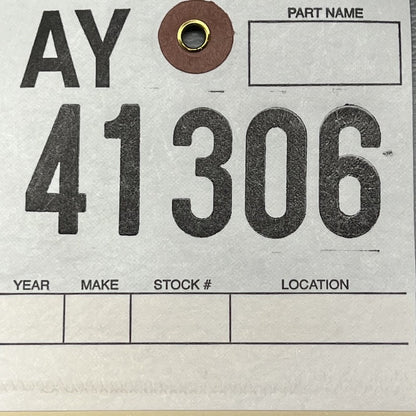 AY
PART NAME
41306
YEAR MAKE STOCK # LOCATION